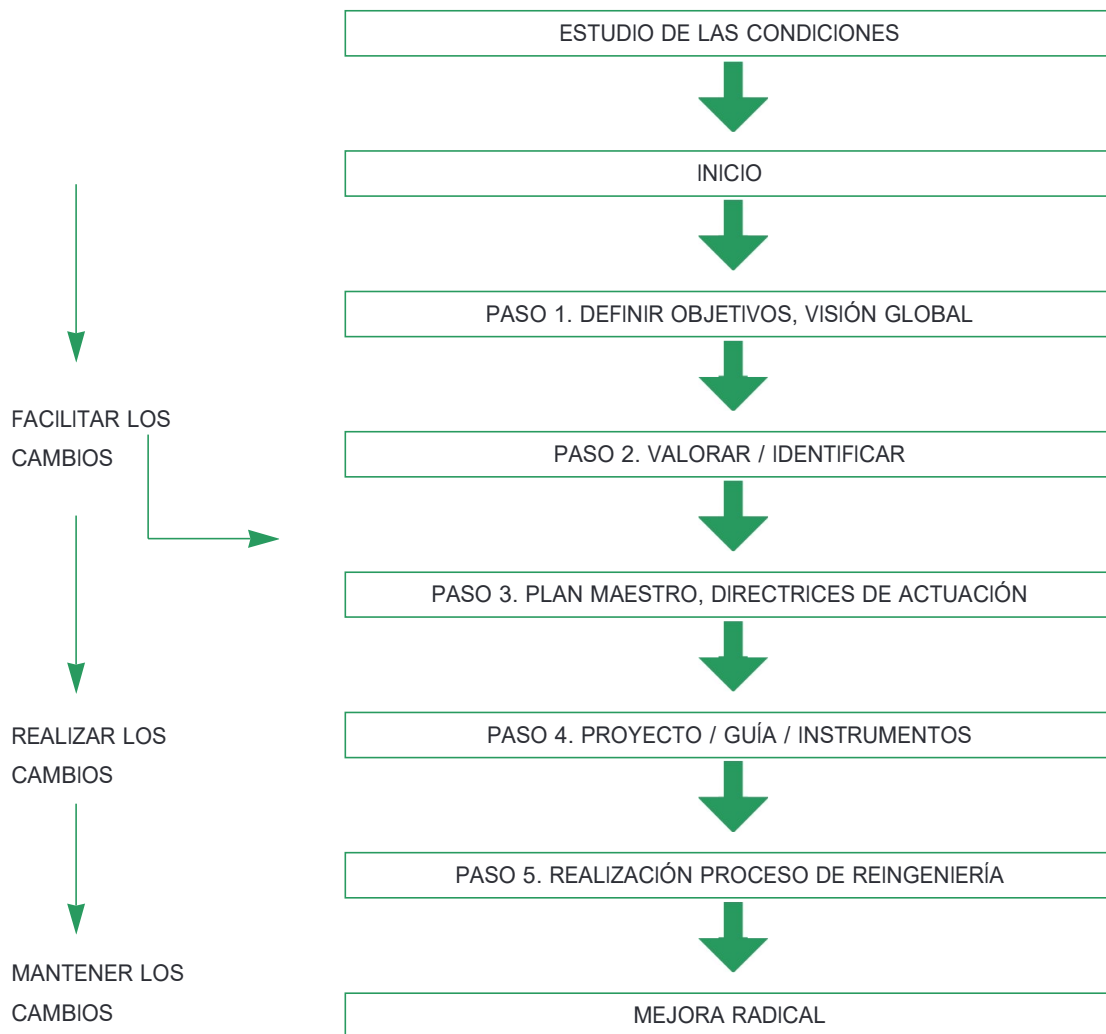 ESTUDIO DE LAS CONDICIONES
INICIO
PASO 1. DEFINIR OBJETIVOS, VISIÓN GLOBAL
FACILITAR LOS
CAMBIOS
PASO 2. VALORAR / IDENTIFICAR
PASO 3. PLAN MAESTRO, DIRECTRICES DE ACTUACIÓN
REALIZAR LOS
CAMBIOS
PASO 4. PROYECTO / GUÍA / INSTRUMENTOS
PASO 5. REALIZACIÓN PROCESO DE REINGENIERÍA
MANTENER LOS
CAMBIOS
MEJORA RADICAL